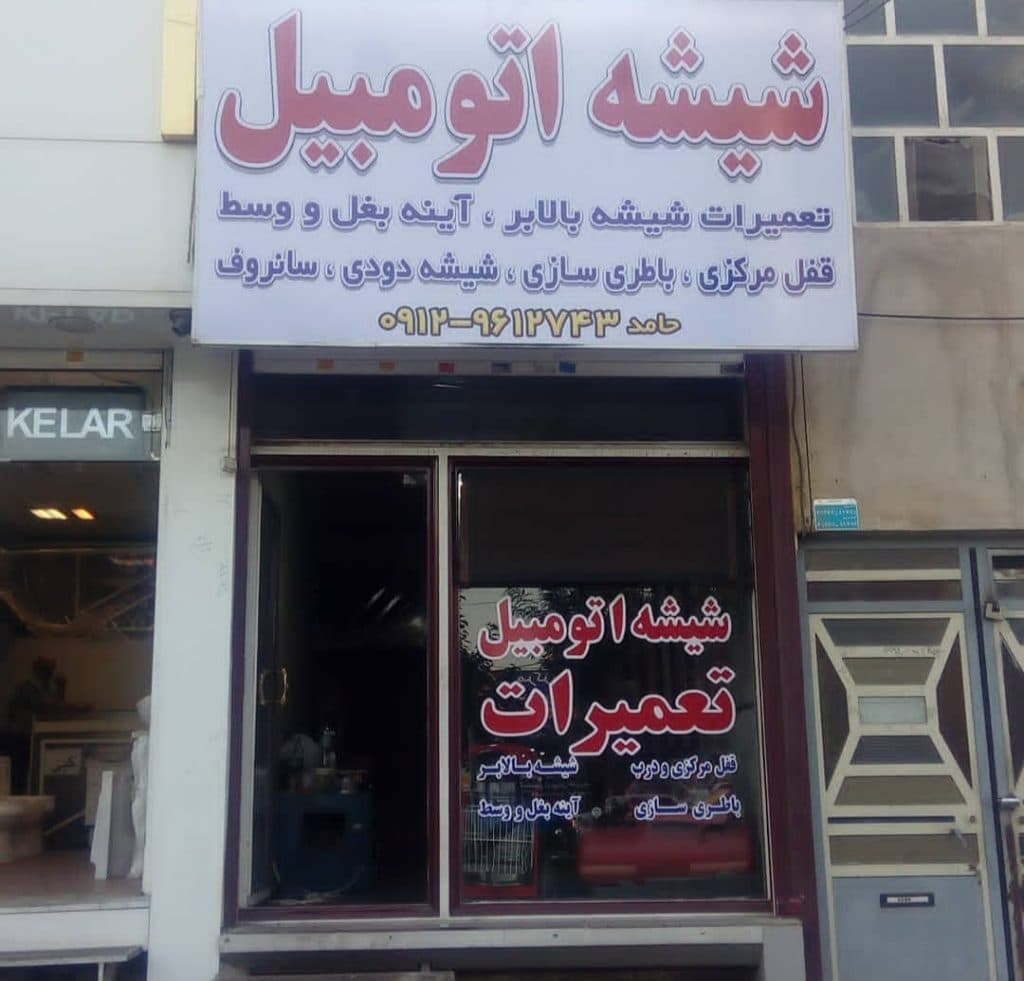 شیشه اتومبیل
تعمیرات شیشه بالابر ، آینه بغل و وسط
قفل مرکزی ، باطری سازی ، شیشه دودی ، سانروف
حامد ۰۹۱۲-۹۶۱۲۷۴۳
KELAR
شیشه اتومبیل
تعمیرات
قفل مرکزی و درب شیشه بالابر
باطری سازی آینه بغل و وسط